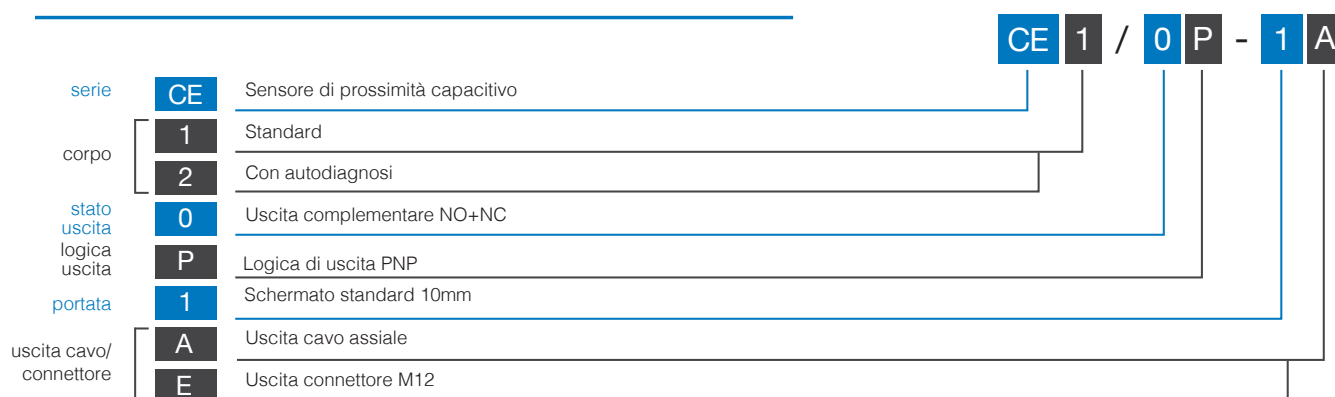 CE 1 / 0 P - 1 A
serie CE Sensore di prossimità capacitivo
corpo
1 Standard
2 Con autodiagnosi
stato
uscita
0 Uscita complementare NO+NC
logica
uscita
P Logica di uscita PNP
portata 1 Schermato standard 10mm
uscita cavo/
connettore
A Uscita cavo assiale
E Uscita connettore M12